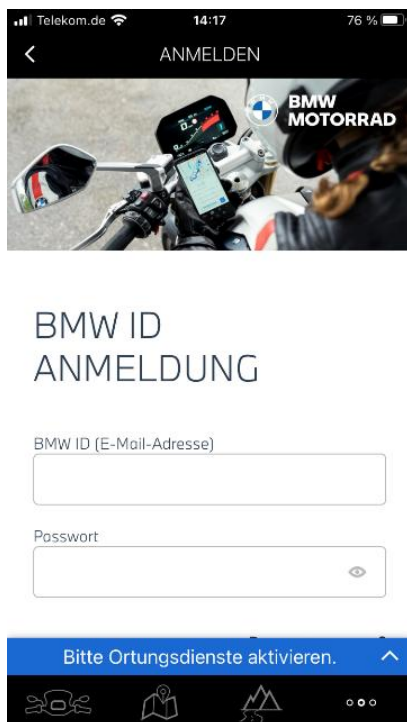 Telekom.de 14:17 76 %
ANMELDEN
BMW
MOTORRAD
BMW ID
ANMELDUNG
BMW ID (E-Mail-Adresse)
Passwort
Bitte Ortungsdienste aktivieren.